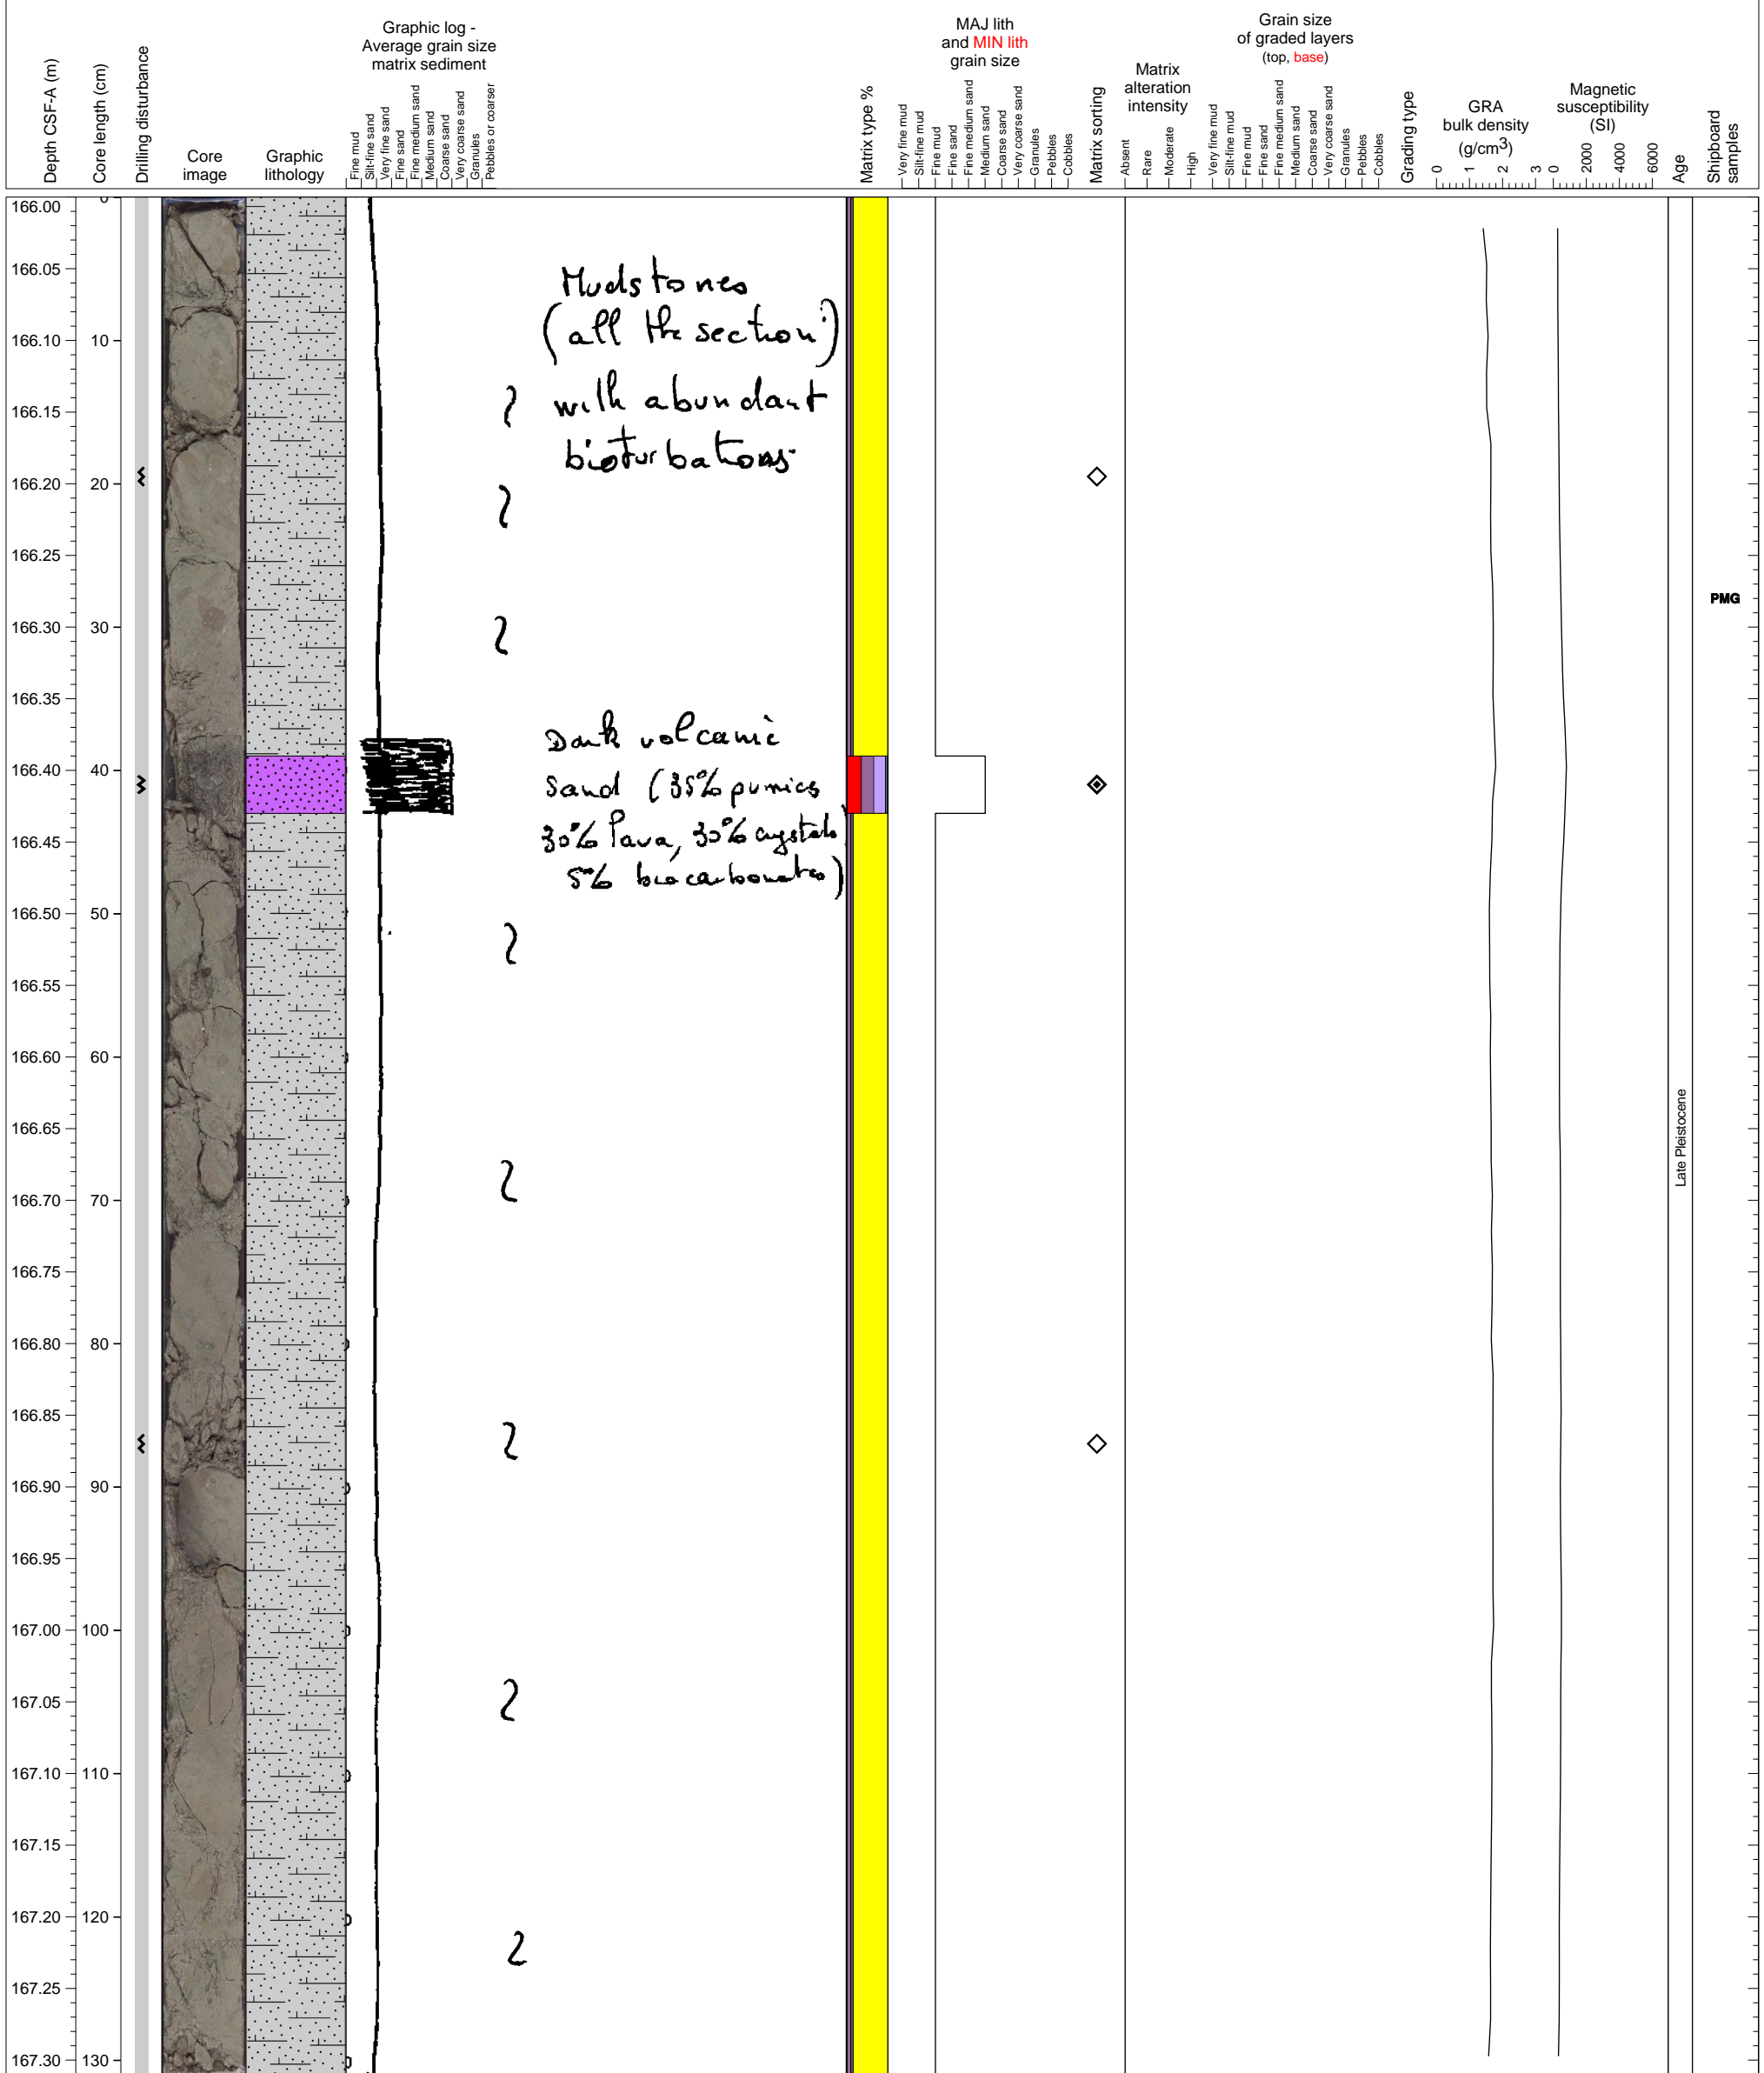 Graphic log -
Average grain size
matrix sediment
MAJ lith
and MIN lith
grain size
Grain size
of graded layers
(top, base)
Matrix
alteration
intensity
Magnetic
susceptibility
(SI)
GRA
bulk density
(g/cm3)
Depth CSF-A (m)
Core length (cm)
Drilling disturbance
Core
image
Graphic
lithology
Fine mud
Silt-fine sand
Very fine sand
Fine sand
Fine medium sand
Medium sand
Coarse sand
Very coarse sand
Granules
Pebbles or coarser
Matrix type %
Very fine mud
Silt-fine mud
Fine mud
Fine sand
Fine medium sand
Medium sand
Coarse sand
Very coarse sand
Granules
Pebbles
Cobbles
Matrix sorting
Absent
Rare
Moderate
High
Very fine mud
Silt-fine mud
Fine mud
Fine sand
Fine medium sand
Medium sand
Coarse sand
Very coarse sand
Granules
Pebbles
Cobbles
Grading type
0 1 2 3
0 2000 4000 6000
Age
Shipboard
samples
166.00 0
166.05
166.10 10
166.15
166.20 20
166.25
166.30 30
166.35
166.40 40
166.45
166.50 50
166.55
166.60 60
166.65
166.70 70
166.75
166.80 80
166.85
166.90 90
166.95
167.00 100
167.05
167.10 110
167.15
167.20 120
167.25
167.30 130
Mudstones
(all the section)
with abundant
bioturbations
Dark volcanic
Sand (35% pumics
30% lava, 30% crystals,
5% biocarbonates)
PMG
Late Pleistocene